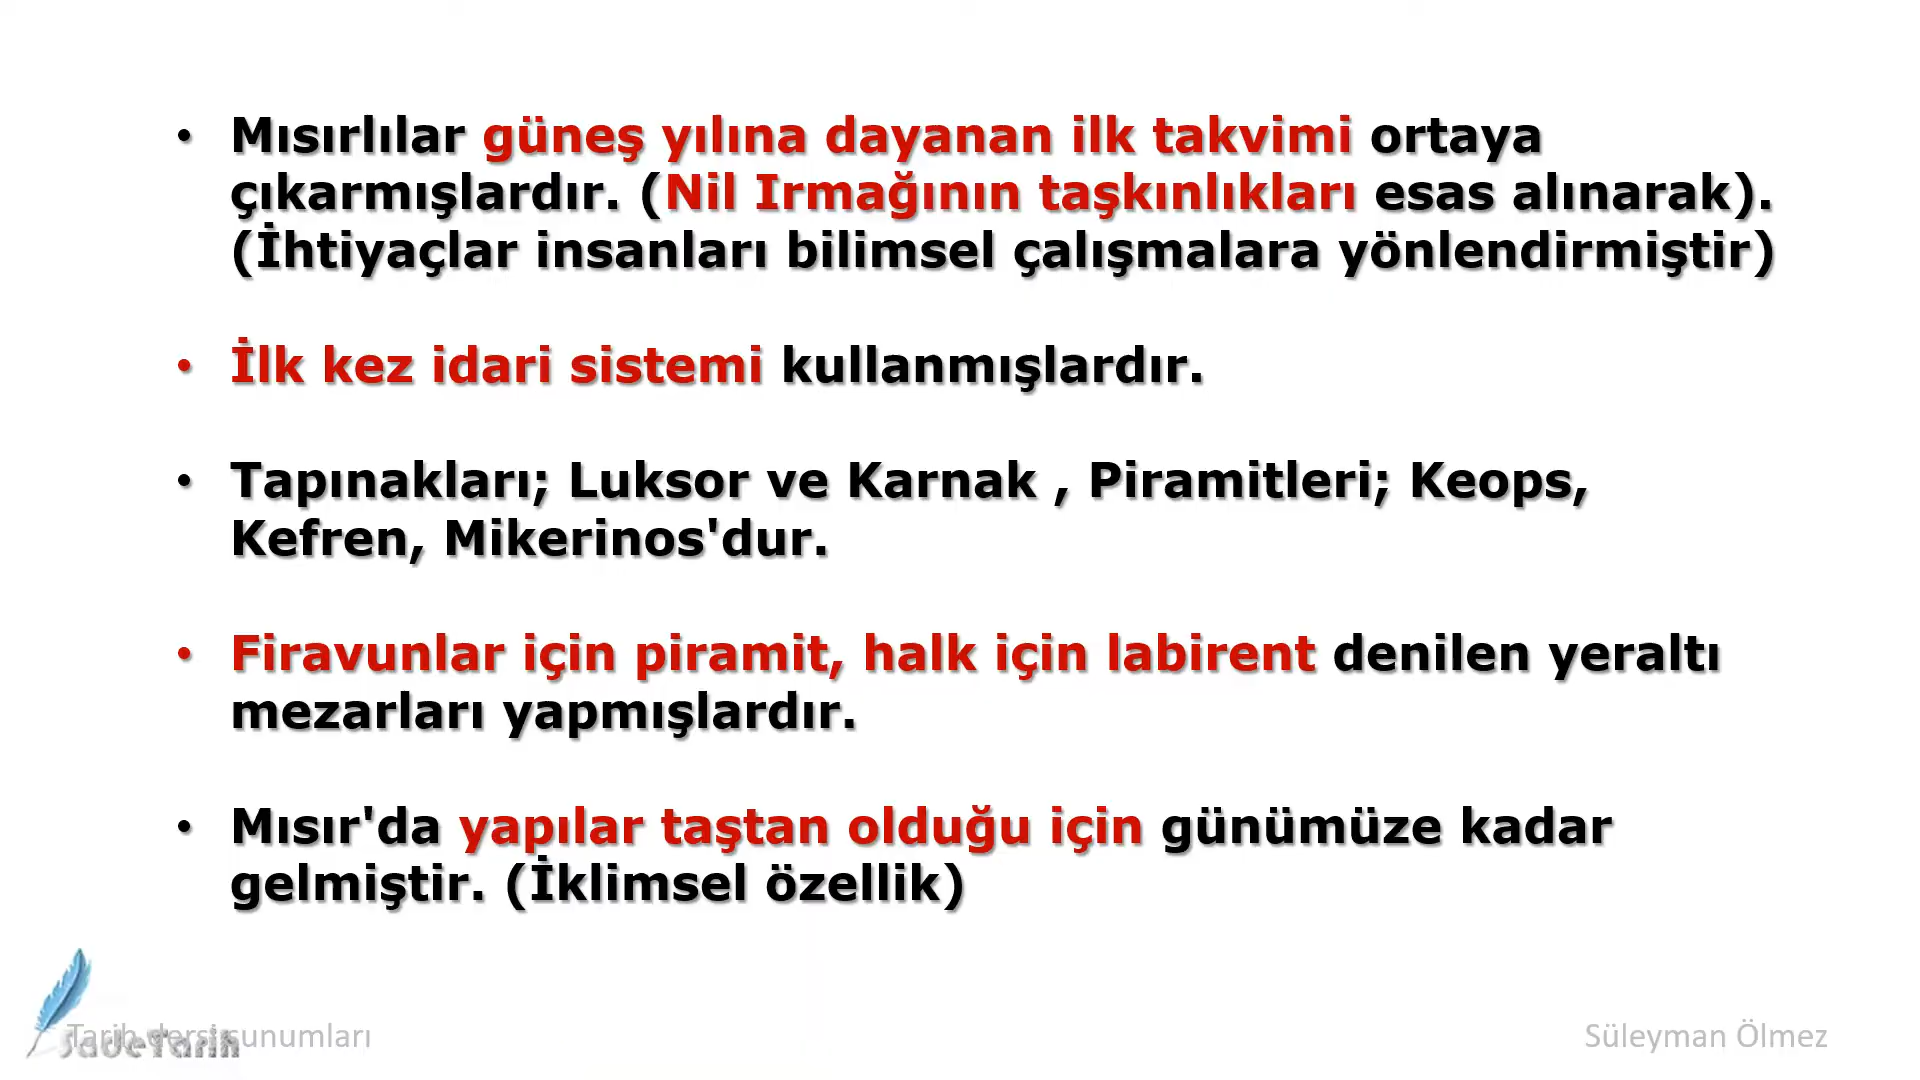 • Mısırlılar güneş yılına dayanan ilk takvimi ortaya
çıkarmışlardır. (Nil Irmağının taşkınlıkları esas alınarak).
(İhtiyaçlar insanları bilimsel çalışmalara yönlendirmiştir)
• İlk kez idari sistemi kullanmışlardır.
• Tapınakları; Luksor ve Karnak , Piramitleri; Keops,
Kefren, Mikerinos'dur.
• Firavunlar için piramit, halk için labirent denilen yeraltı
mezarları yapmışlardır.
• Mısır'da yapılar taştan olduğu için günümüze kadar
gelmiştir. (İklimsel özellik)
Tarih dersi sunumları
SadeTarih
Süleyman Ölmez